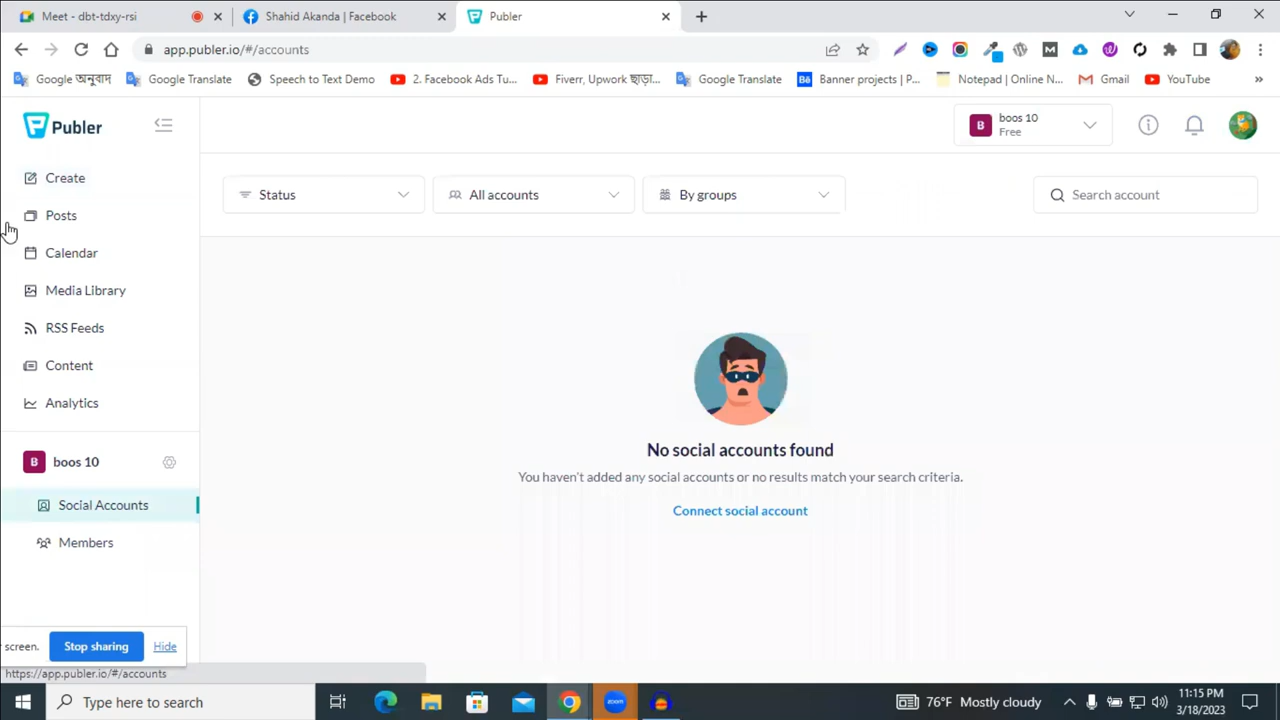 Meet - dbt-tdxy-rsi
Shahid Akanda | Facebook
Publer
app.publer.io/#/accounts
Google অনুবাদ
Google Translate
Speech to Text Demo
2. Facebook Ads Tu...
Fiverr, Upwork ছাড়া...
Google Translate
Banner projects | P...
Notepad | Online N...
Gmail
YouTube
Publer
B
boos 10
Free
Create
Posts
Calendar
Media Library
RSS Feeds
Content
Analytics
B
boos 10
Social Accounts
Members
Status
All accounts
By groups
Search account
No social accounts found
You haven't added any social accounts or no results match your search criteria.
Connect social account
screen.
Stop sharing
Hide
https://app.publer.io/#/accounts
Type here to search
zoom
76°F Mostly cloudy
11:15 PM
3/18/2023